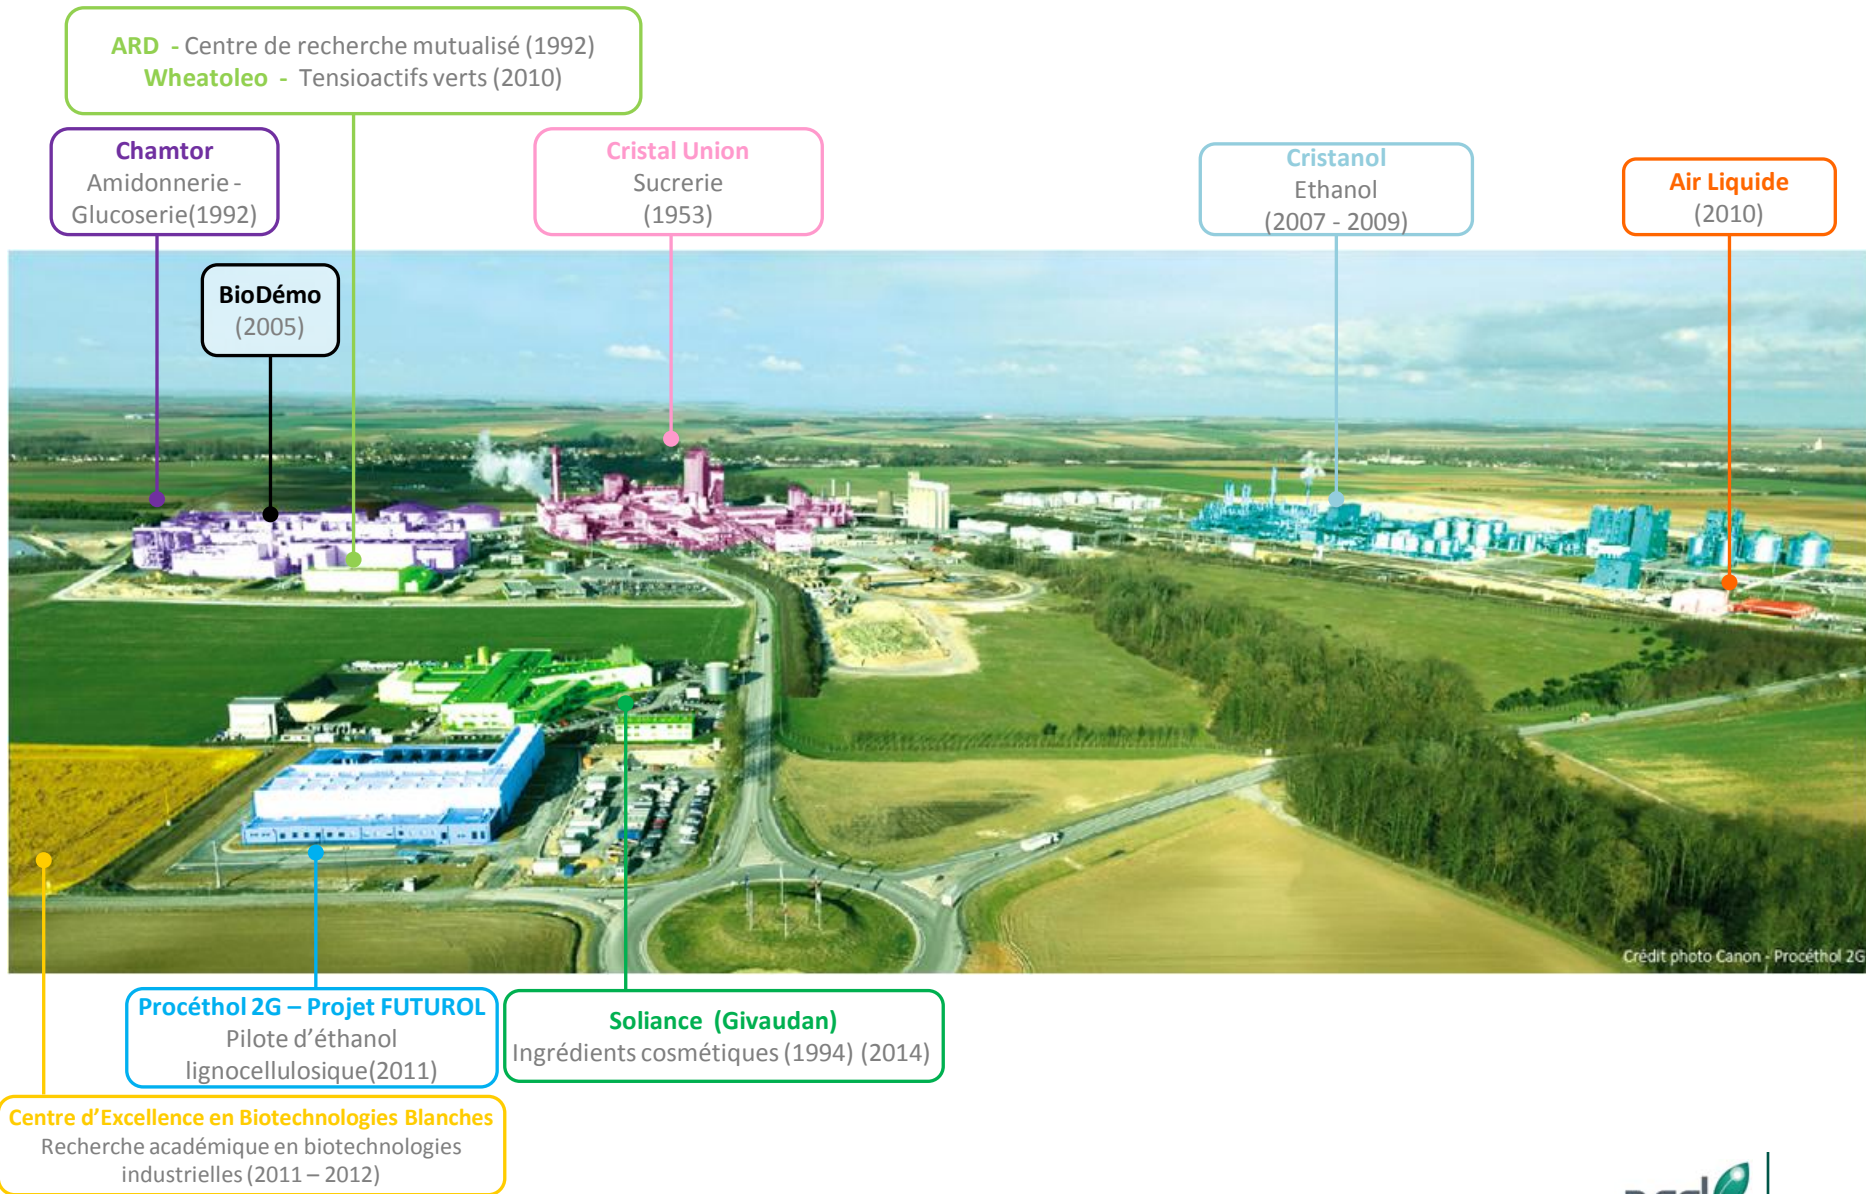 ARD - Centre de recherche mutualisé (1992)
Wheatoleo - Tensioactifs verts (2010)
Chamtor
Amidonnerie -
Glucoserie(1992)
Cristal Union
Sucrerie
(1953)
Cristanol
Ethanol
(2007 - 2009)
Air Liquide
(2010)
BioDémo
(2005)
Crédit photo Canon - Procéthol 2G
Procéthol 2G – Projet FUTUROL
Pilote d’éthanol
lignocellulosique(2011)
Soliance (Givaudan)
Ingrédients cosmétiques (1994) (2014)
Centre d’Excellence en Biotechnologies Blanches
Recherche académique en biotechnologies
industrielles (2011 – 2012)